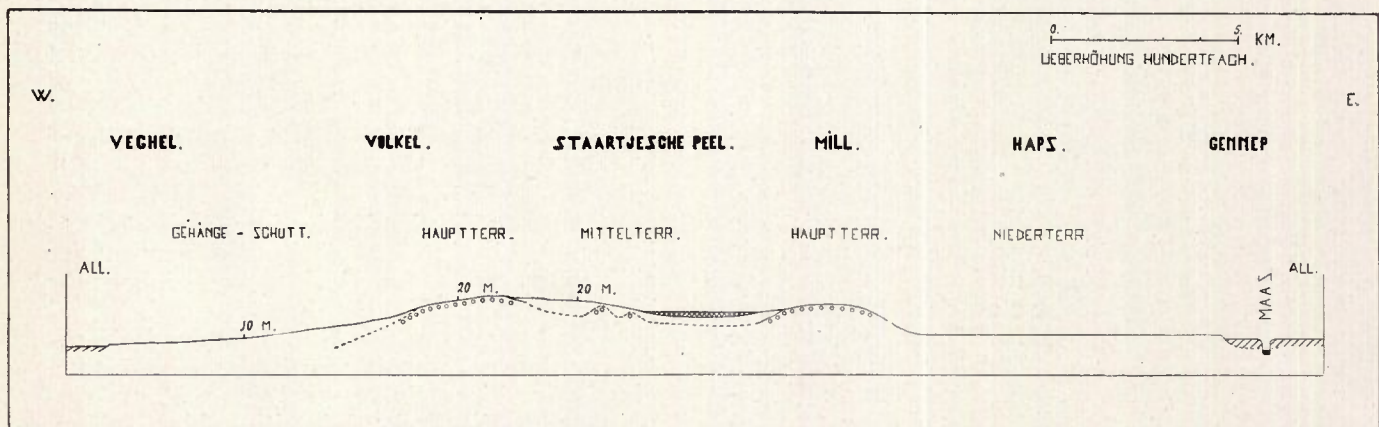 0. 5. KM.
UEBERHÖHUNG HUNDERTFACH.
W. E.
VEGHEL. VOLKEL. STAARTJESCHE PEEL. MILL. HAPS. GENNEP
GEHÄNGE - SCHUTT. HAUPTTERR. MITTELTERR. HAUPTTERR. NIEDERTERR
ALL. MAAS ALL.
20 M. 20 M.
10 M.